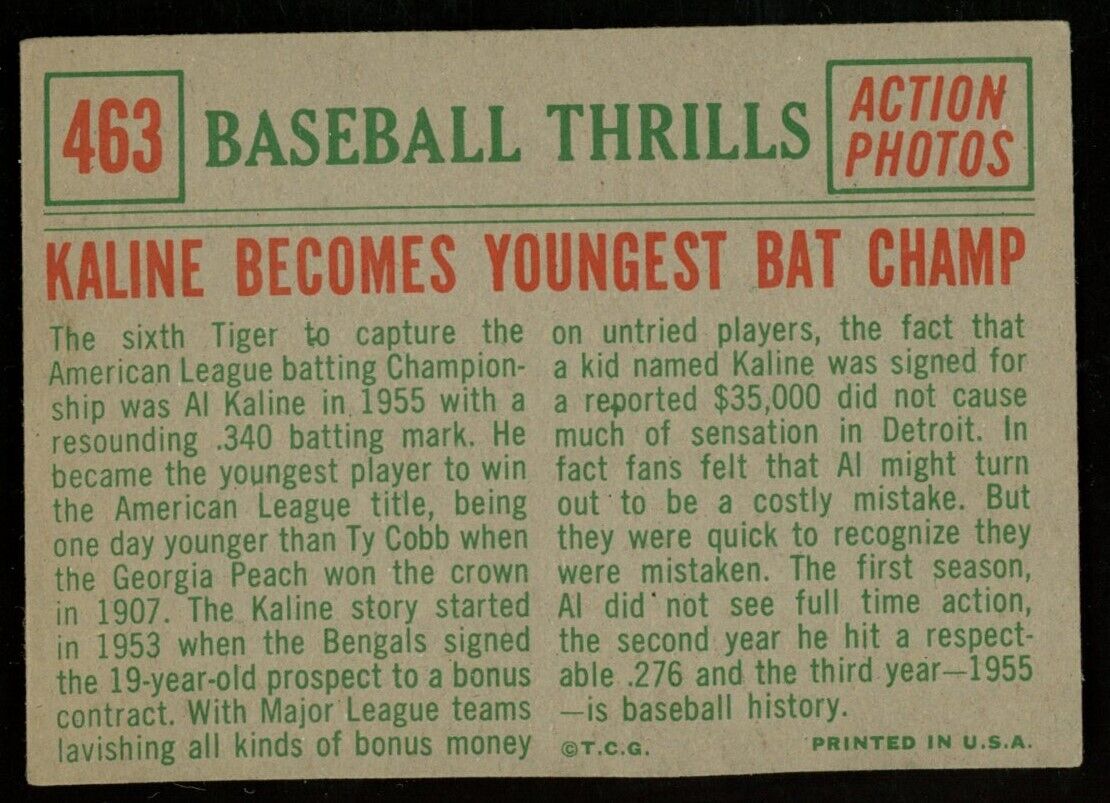 463
BASEBALL THRILLS
ACTION
PHOTOS
KALINE BECOMES YOUNGEST BAT CHAMP
The sixth Tiger to capture the
American League batting Champion-
ship was Al Kaline in 1955 with a
resounding .340 batting mark. He
became the youngest player to win
the American League title, being
one day younger than Ty Cobb when
the Georgia Peach won the crown
in 1907. The Kaline story started
in 1953 when the Bengals signed
the 19-year-old prospect to a bonus
contract. With Major League teams
lavishing all kinds of bonus money
on untried players, the fact that
a kid named Kaline was signed for
a reported $35,000 did not cause
much of sensation in Detroit. In
fact fans felt that Al might turn
out to be a costly mistake. But
they were quick to recognize they
were mistaken. The first season,
Al did not see full time action,
the second year he hit a respect-
able .276 and the third year—1955
—is baseball history.
©T.C.G.
PRINTED IN U.S.A.